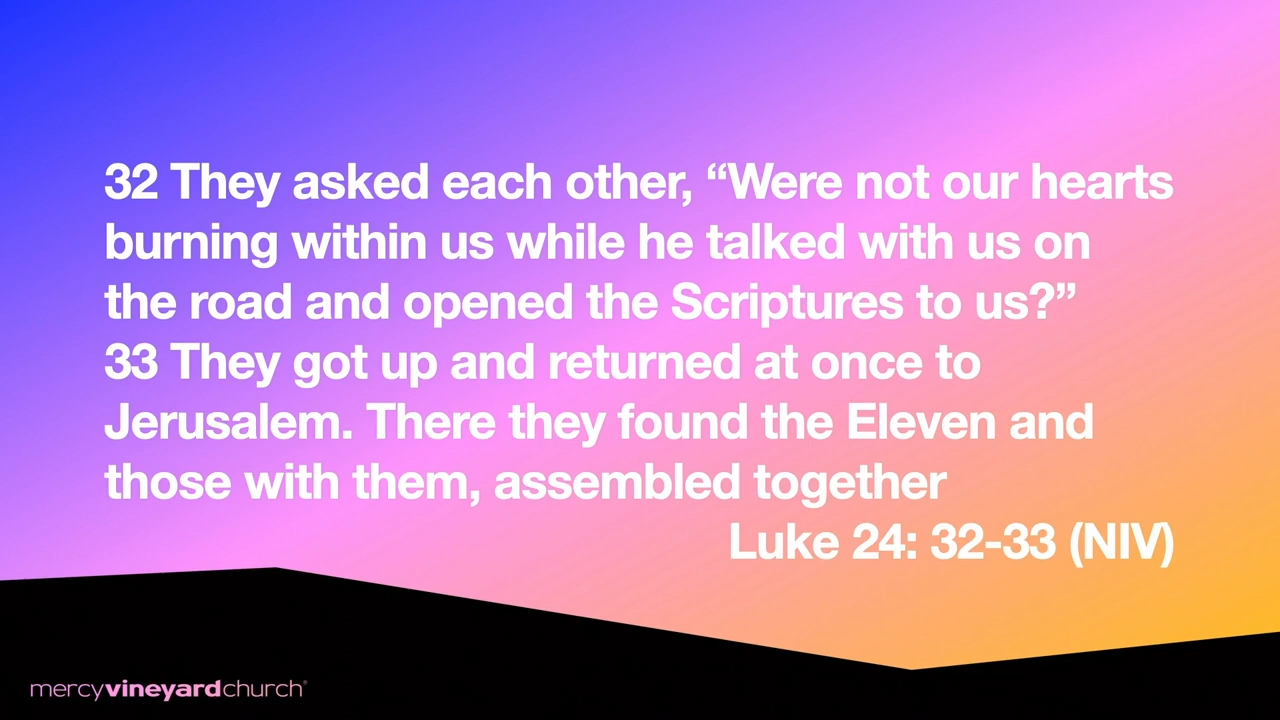 32 They asked each other, “Were not our hearts
burning within us while he talked with us on
the road and opened the Scriptures to us?”
33 They got up and returned at once to
Jerusalem. There they found the Eleven and
those with them, assembled together
Luke 24: 32-33 (NIV)
mercyvineyardchurch